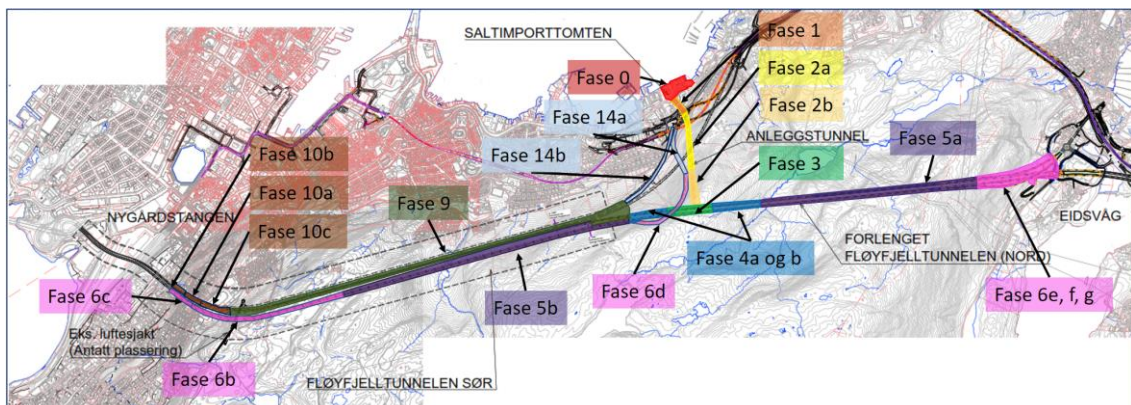 SALTIMPORTTOMTEN
Fase 1
Fase 0
Fase 2a
Fase 14a
Fase 2b
ANLEGGSTUNNEL
Fase 5a
Fase 10b
Fase 14b
Fase 3
Fase 10a
NYGÅRDSTANGEN
Fase 9
EIDSVÅG
Fase 10c
FORLENGET
FLØYFJELLTUNNELEN (NORD)
Fase 4a og b
Fase 6c
Fase 6d
Fase 6e, f, g
Fase 5b
Eks. luftesjakt
(Antatt plassering)
Fase 6b
FLØYFJELLTUNNELEN SØR